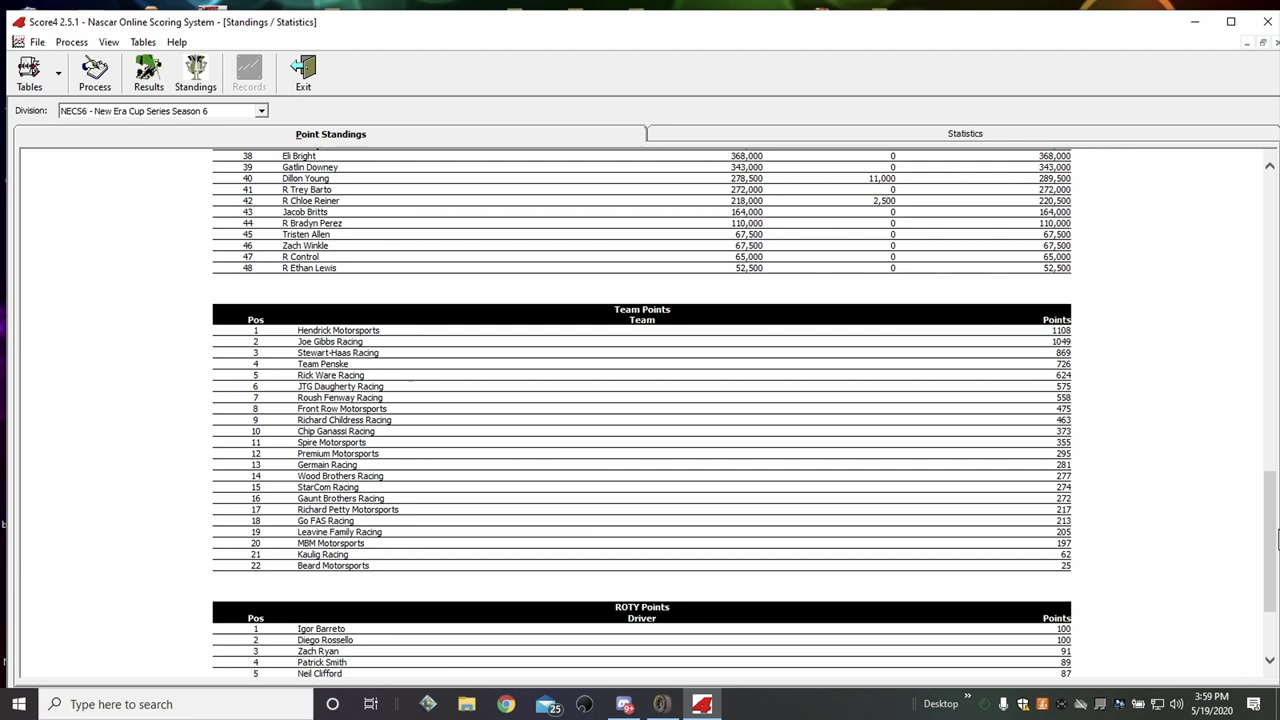 Score4 2.5.1 - Nascar Online Scoring System - [Standings / Statistics]
File Process View Tables Help
Tables Process Results Standings Records Exit
Division: NECS6 - New Era Cup Series Season 6
Point Standings Statistics
38 Eli Bright 368,000 0 368,000
39 Gatlin Downey 343,000 0 343,000
40 Dillon Young 278,500 11,000 289,500
41 R Trey Barto 272,000 0 272,000
42 R Chloe Reiner 218,000 2,500 220,500
43 Jacob Britts 164,000 0 164,000
44 R Bradyn Perez 110,000 0 110,000
45 Tristen Allen 67,500 0 67,500
46 Zach Winkle 67,500 0 67,500
47 R Control 65,000 0 65,000
48 R Ethan Lewis 52,500 0 52,500
Team Points
Pos Team Points
1 Hendrick Motorsports 1108
2 Joe Gibbs Racing 1049
3 Stewart-Haas Racing 869
4 Team Penske 726
5 Rick Ware Racing 624
6 JTG Daugherty Racing 575
7 Roush Fenway Racing 558
8 Front Row Motorsports 475
9 Richard Childress Racing 463
10 Chip Ganassi Racing 373
11 Spire Motorsports 355
12 Premium Motorsports 295
13 Germain Racing 281
14 Wood Brothers Racing 277
15 StarCom Racing 274
16 Gaunt Brothers Racing 272
17 Richard Petty Motorsports 217
18 Go FAS Racing 213
19 Leavine Family Racing 205
20 MBM Motorsports 197
21 Kaulig Racing 62
22 Beard Motorsports 25
ROTY Points
Pos Driver Points
1 Igor Barreto 100
2 Diego Rossello 100
3 Zach Ryan 91
4 Patrick Smith 89
5 Neil Clifford 87
Type here to search 25 9+ Desktop 3:59 PM
5/19/2020